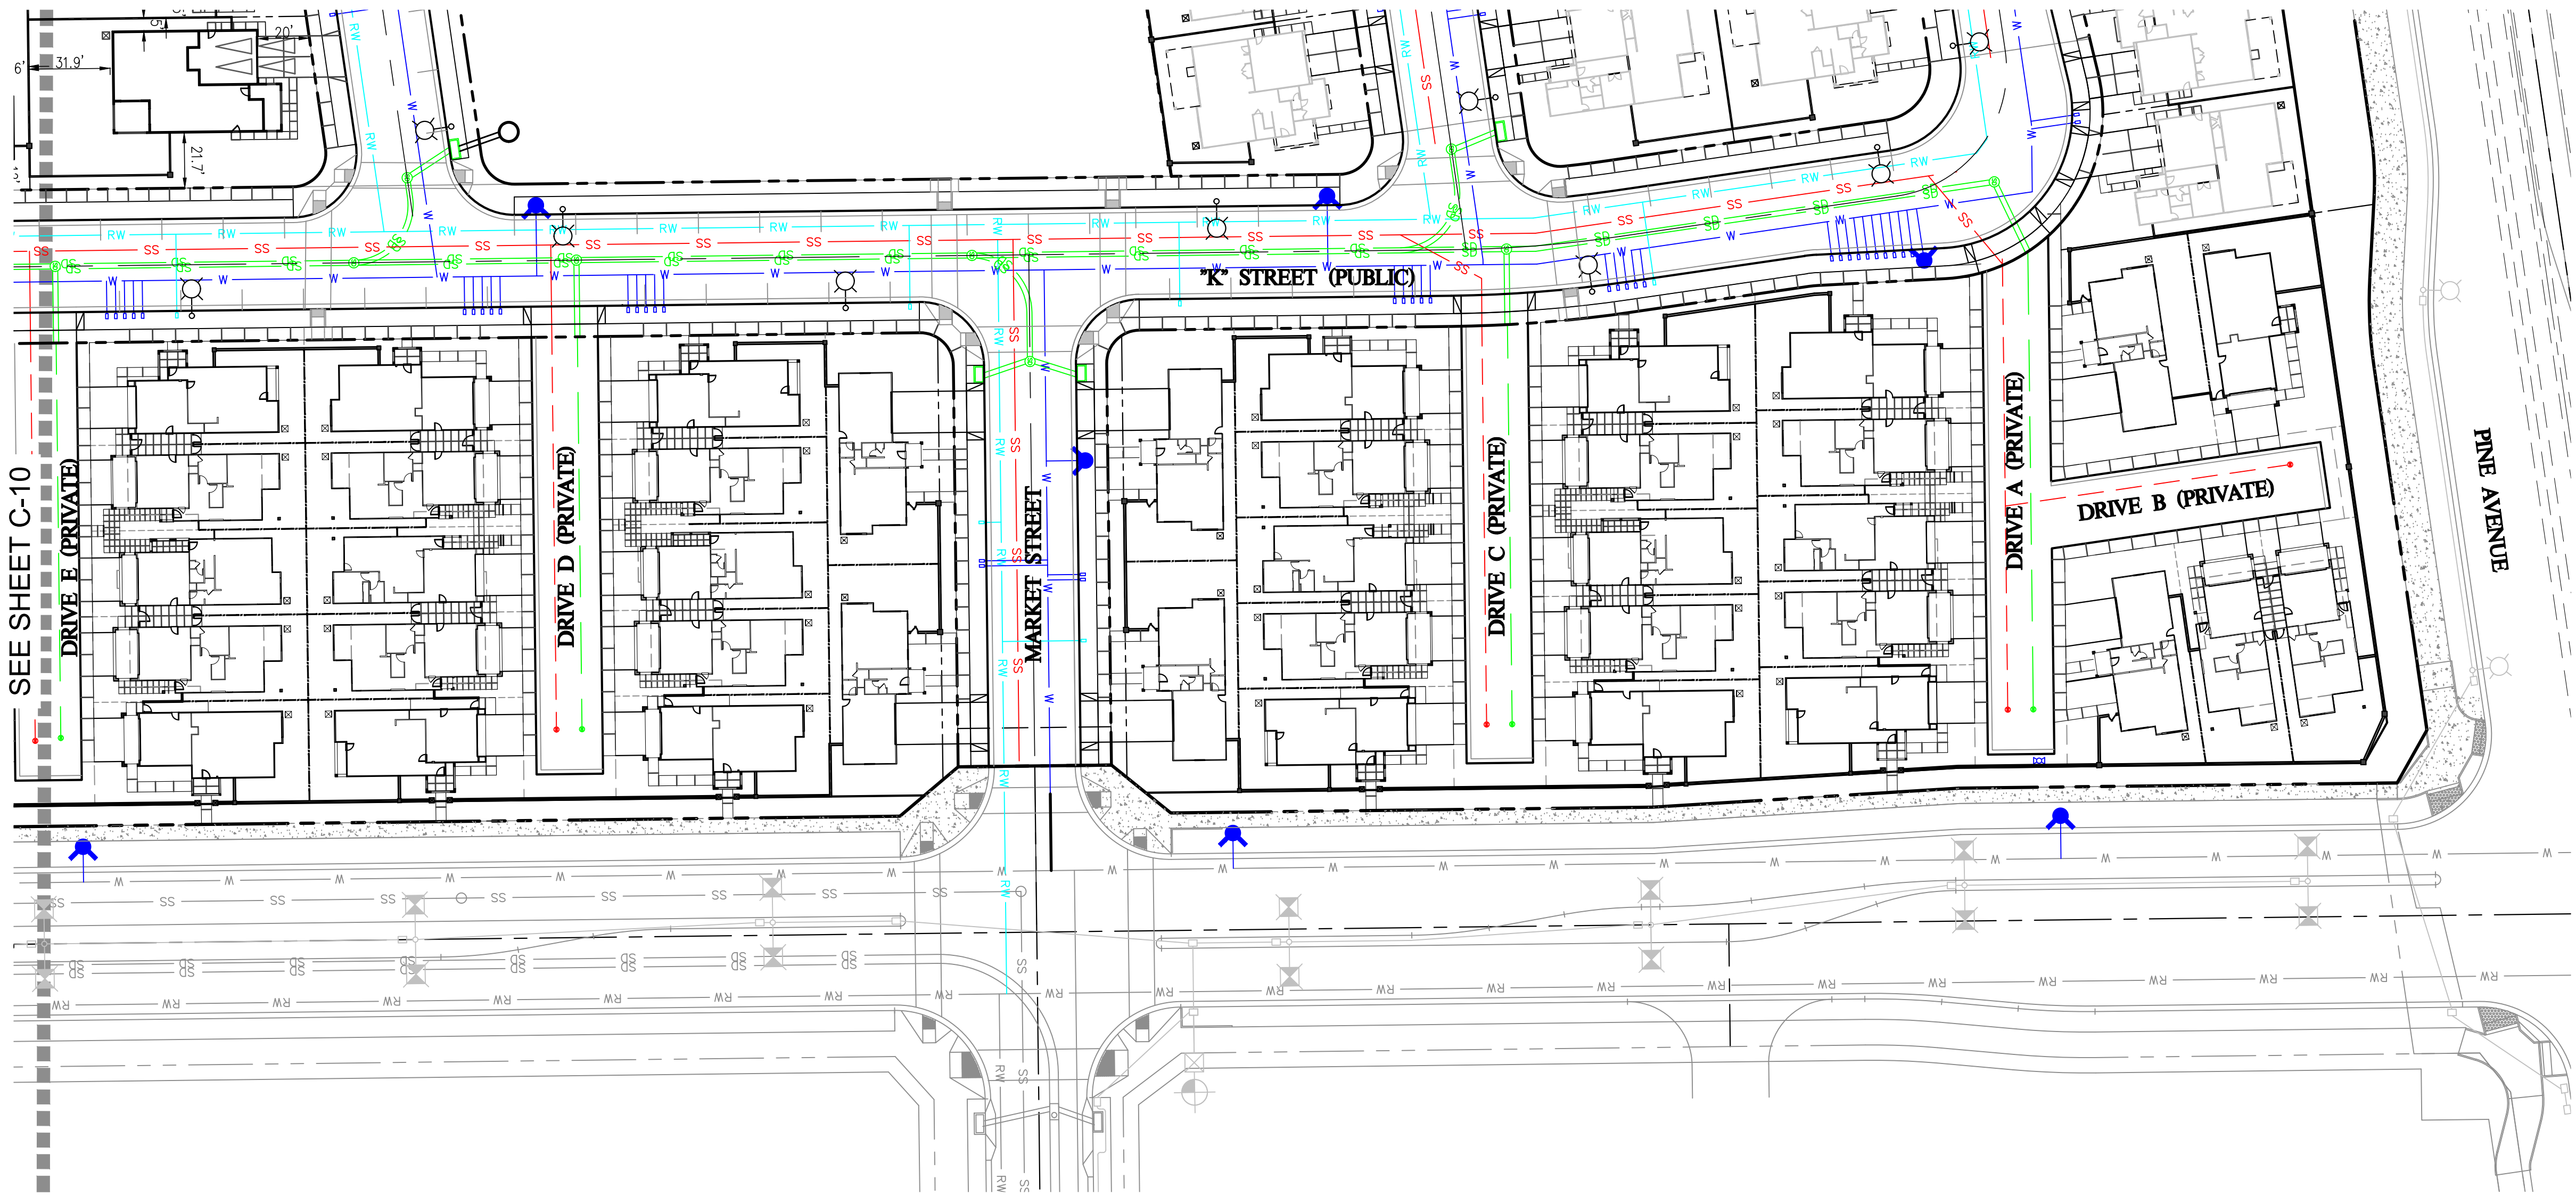 20'
31.9'
6'
21.7'
"K" STREET (PUBLIC)
SEE SHEET C-10
DRIVE E (PRIVATE)
DRIVE D (PRIVATE)
MARKET STREET
DRIVE C (PRIVATE)
DRIVE A (PRIVATE)
DRIVE B (PRIVATE)
PINE AVENUE
RW
SS
SD
W